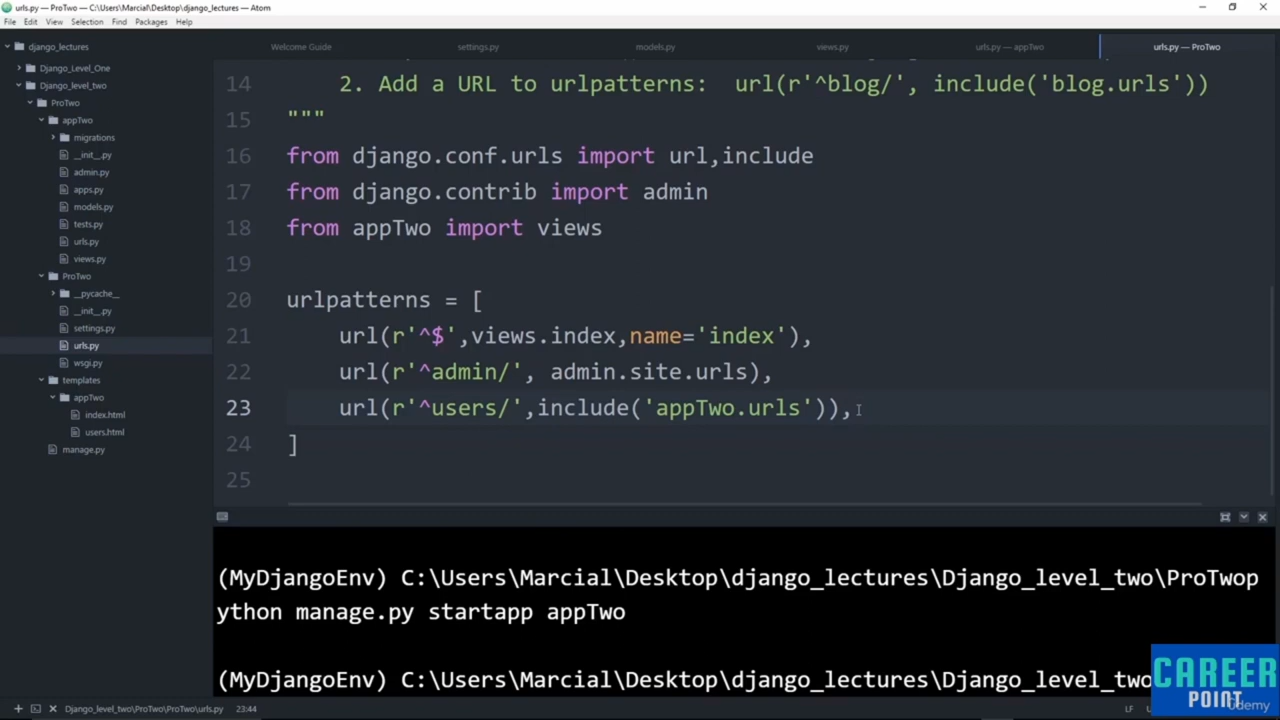 urls.py — ProTwo — C:\Users\Marcial\Desktop\django_lectures — Atom
File Edit View Selection Find Packages Help
django_lectures
Django_Level_One
Django_level_two
ProTwo
appTwo
migrations
__init__.py
admin.py
apps.py
models.py
tests.py
urls.py
views.py
ProTwo
__pycache__
__init__.py
settings.py
urls.py
wsgi.py
templates
appTwo
index.html
users.html
manage.py
Welcome Guide settings.py models.py views.py urls.py — appTwo urls.py — ProTwo
14 2. Add a URL to urlpatterns: url(r'^blog/', include('blog.urls'))
15 """
16 from django.conf.urls import url,include
17 from django.contrib import admin
18 from appTwo import views
19
20 urlpatterns = [
21 url(r'^$',views.index,name='index'),
22 url(r'^admin/', admin.site.urls),
23 url(r'^users/',include('appTwo.urls')),
24 ]
25
(MyDjangoEnv) C:\Users\Marcial\Desktop\django_lectures\Django_level_two\ProTwop
ython manage.py startapp appTwo
(MyDjangoEnv) C:\Users\Marcial\Desktop\django_lectures\Django_level_two
CAREER
POINT
udemy
Django_level_two\ProTwo\ProTwo\urls.py 23:44 LF